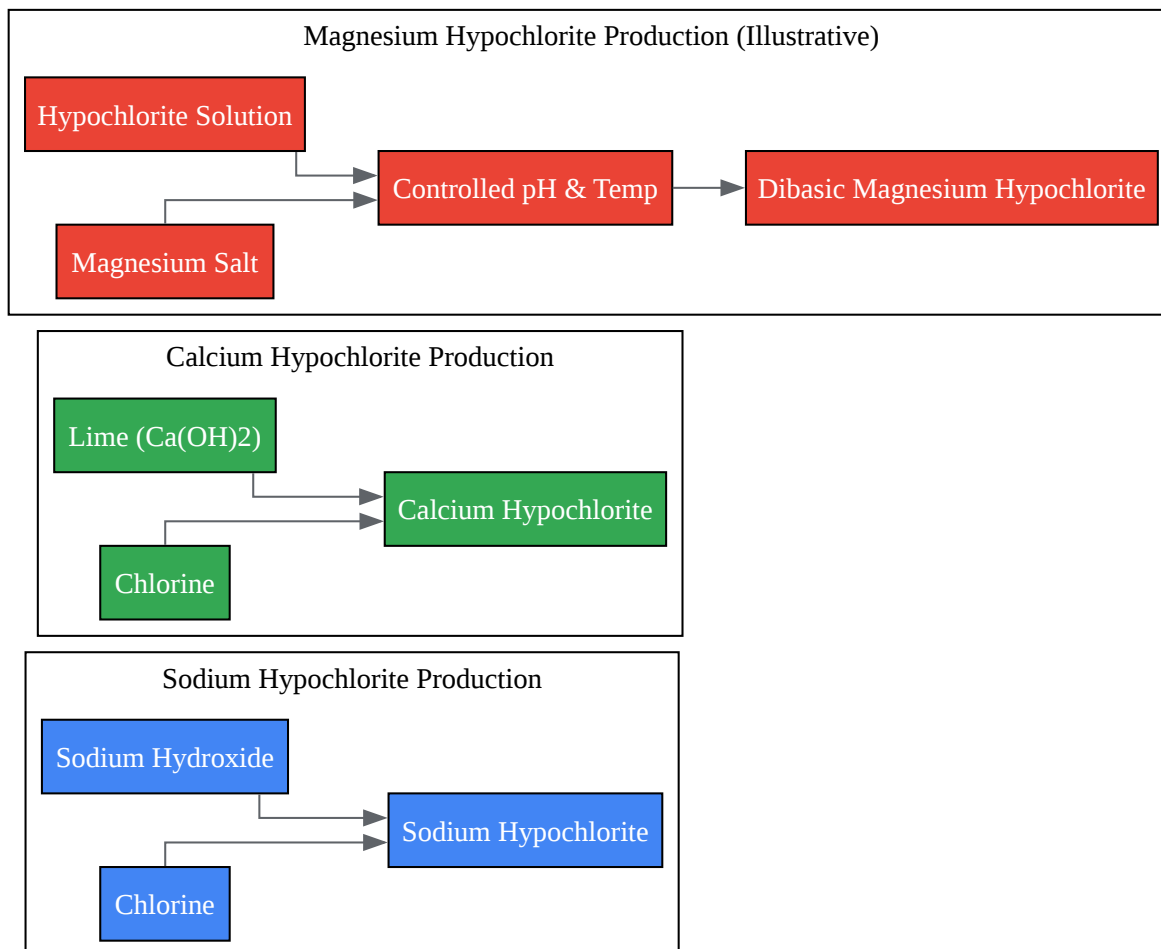 Magnesium Hypochlorite Production (Illustrative)
Hypochlorite Solution
Controlled pH & Temp
Dibasic Magnesium Hypochlorite
Magnesium Salt
Calcium Hypochlorite Production
Lime (Ca(OH)2)
Calcium Hypochlorite
Chlorine
Sodium Hypochlorite Production
Sodium Hydroxide
Sodium Hypochlorite
Chlorine